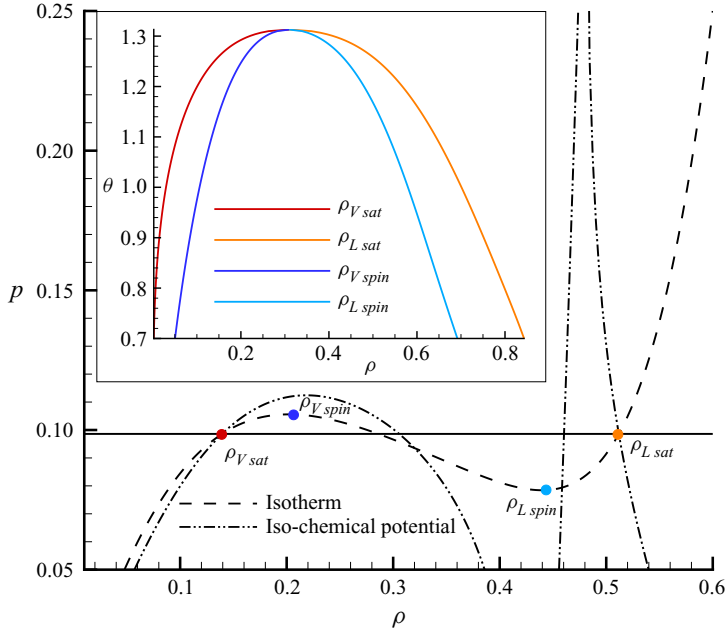 0.25
0.20
0.15
0.10
0.05
p
0.1
0.2
0.3
0.4
0.5
0.6
ρ
1.3
1.2
1.1
1.0
0.9
0.8
0.7
θ
0.2
0.4
0.6
0.8
ρ
ρV sat
ρL sat
ρV spin
ρL spin
ρV spin
ρV sat
ρL sat
ρL spin
Isotherm
Iso-chemical potential